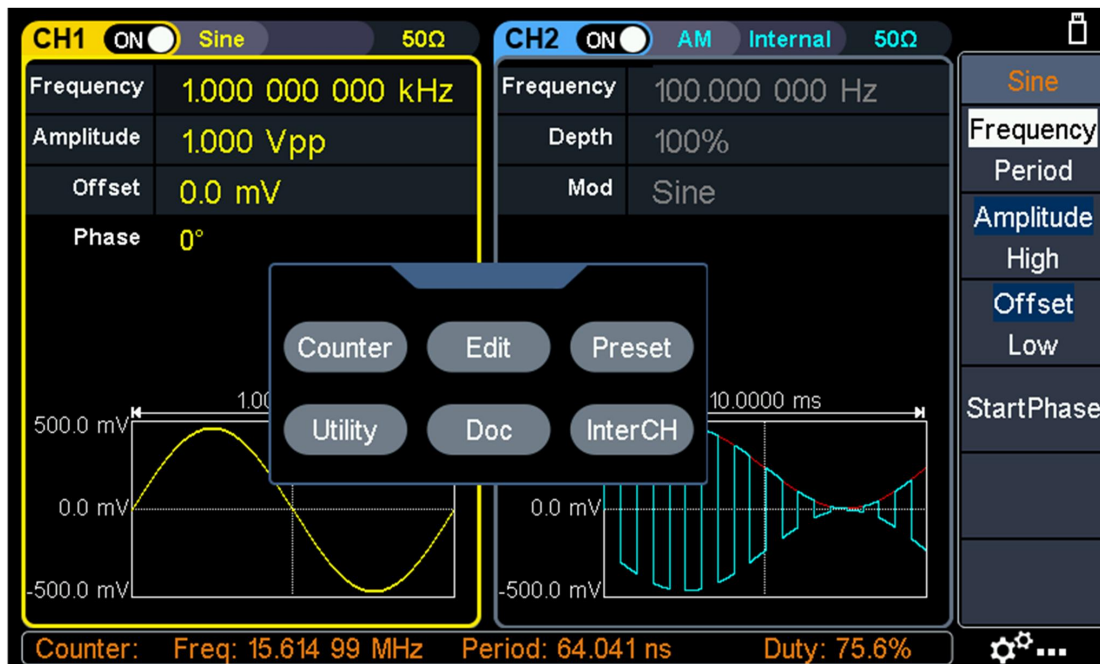 CH1 ON Sine 50Ω
Frequency 1.000 000 000 kHz
Amplitude 1.000 Vpp
Offset 0.0 mV
Phase 0°
CH2 ON AM Internal 50Ω
Frequency 100.000 000 Hz
Depth 100%
Mod Sine
Counter Edit Preset
Utility Doc InterCH
1.00
500.0 mV
0.0 mV
-500.0 mV
10.0000 ms
0.0 mV
-500.0 mV
Sine
Frequency
Period
Amplitude
High
Offset
Low
StartPhase
Counter: Freq: 15.614 99 MHz Period: 64.041 ns Duty: 75.6%